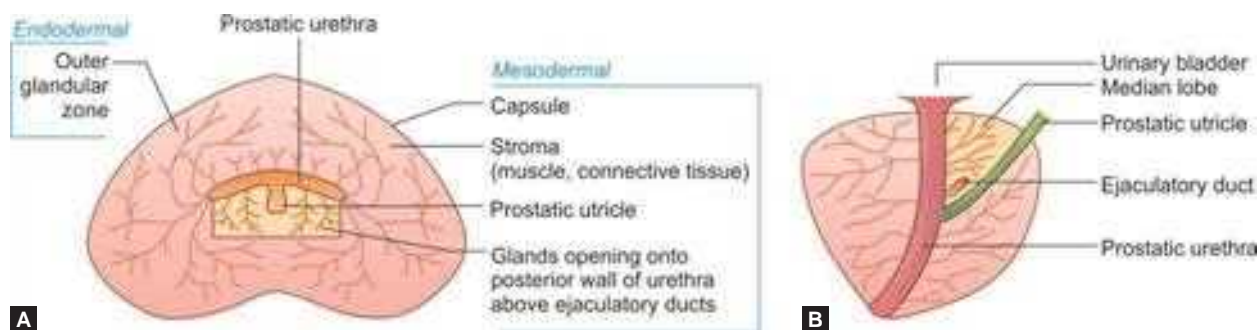 Endodermal
Outer
glandular
zone
Prostatic urethra
Mesodermal
Capsule
Stroma
(muscle, connective tissue)
Prostatic utricle
Glands opening onto
posterior wall of urethra
above ejaculatory ducts
A
Urinary bladder
Median lobe
Prostatic utricle
Ejaculatory duct
Prostatic urethra
B